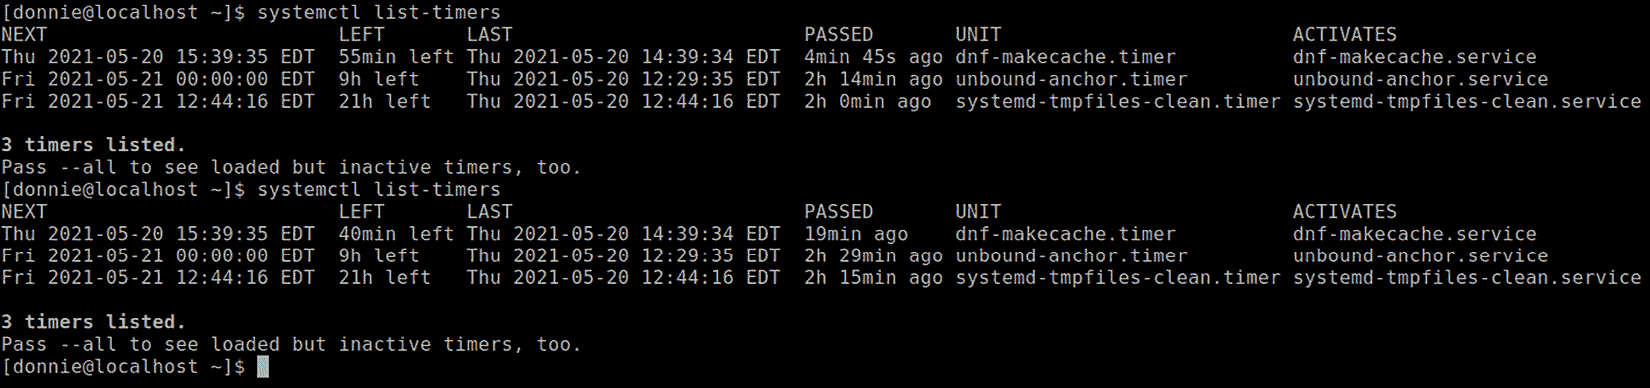 [donnie@localhost ~]$ systemctl list-timers
NEXT LEFT LAST PASSED UNIT ACTIVATES
Thu 2021-05-20 15:39:35 EDT 55min left Thu 2021-05-20 14:39:34 EDT 4min 45s ago dnf-makecache.timer dnf-makecache.service
Fri 2021-05-21 00:00:00 EDT 9h left Thu 2021-05-20 12:29:35 EDT 2h 14min ago unbound-anchor.timer unbound-anchor.service
Fri 2021-05-21 12:44:16 EDT 21h left Thu 2021-05-20 12:44:16 EDT 2h 0min ago systemd-tmpfiles-clean.timer systemd-tmpfiles-clean.service
3 timers listed.
Pass --all to see loaded but inactive timers, too.
[donnie@localhost ~]$ systemctl list-timers
NEXT LEFT LAST PASSED UNIT ACTIVATES
Thu 2021-05-20 15:39:35 EDT 40min left Thu 2021-05-20 14:39:34 EDT 19min ago dnf-makecache.timer dnf-makecache.service
Fri 2021-05-21 00:00:00 EDT 9h left Thu 2021-05-20 12:29:35 EDT 2h 29min ago unbound-anchor.timer unbound-anchor.service
Fri 2021-05-21 12:44:16 EDT 21h left Thu 2021-05-20 12:44:16 EDT 2h 15min ago systemd-tmpfiles-clean.timer systemd-tmpfiles-clean.service
3 timers listed.
Pass --all to see loaded but inactive timers, too.
[donnie@localhost ~]$